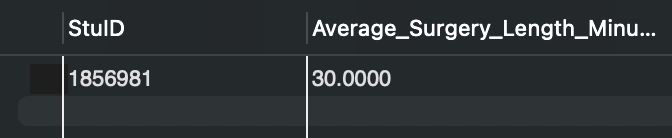 StuID Average_Surgery_Length_Minu...
1856981 30.0000